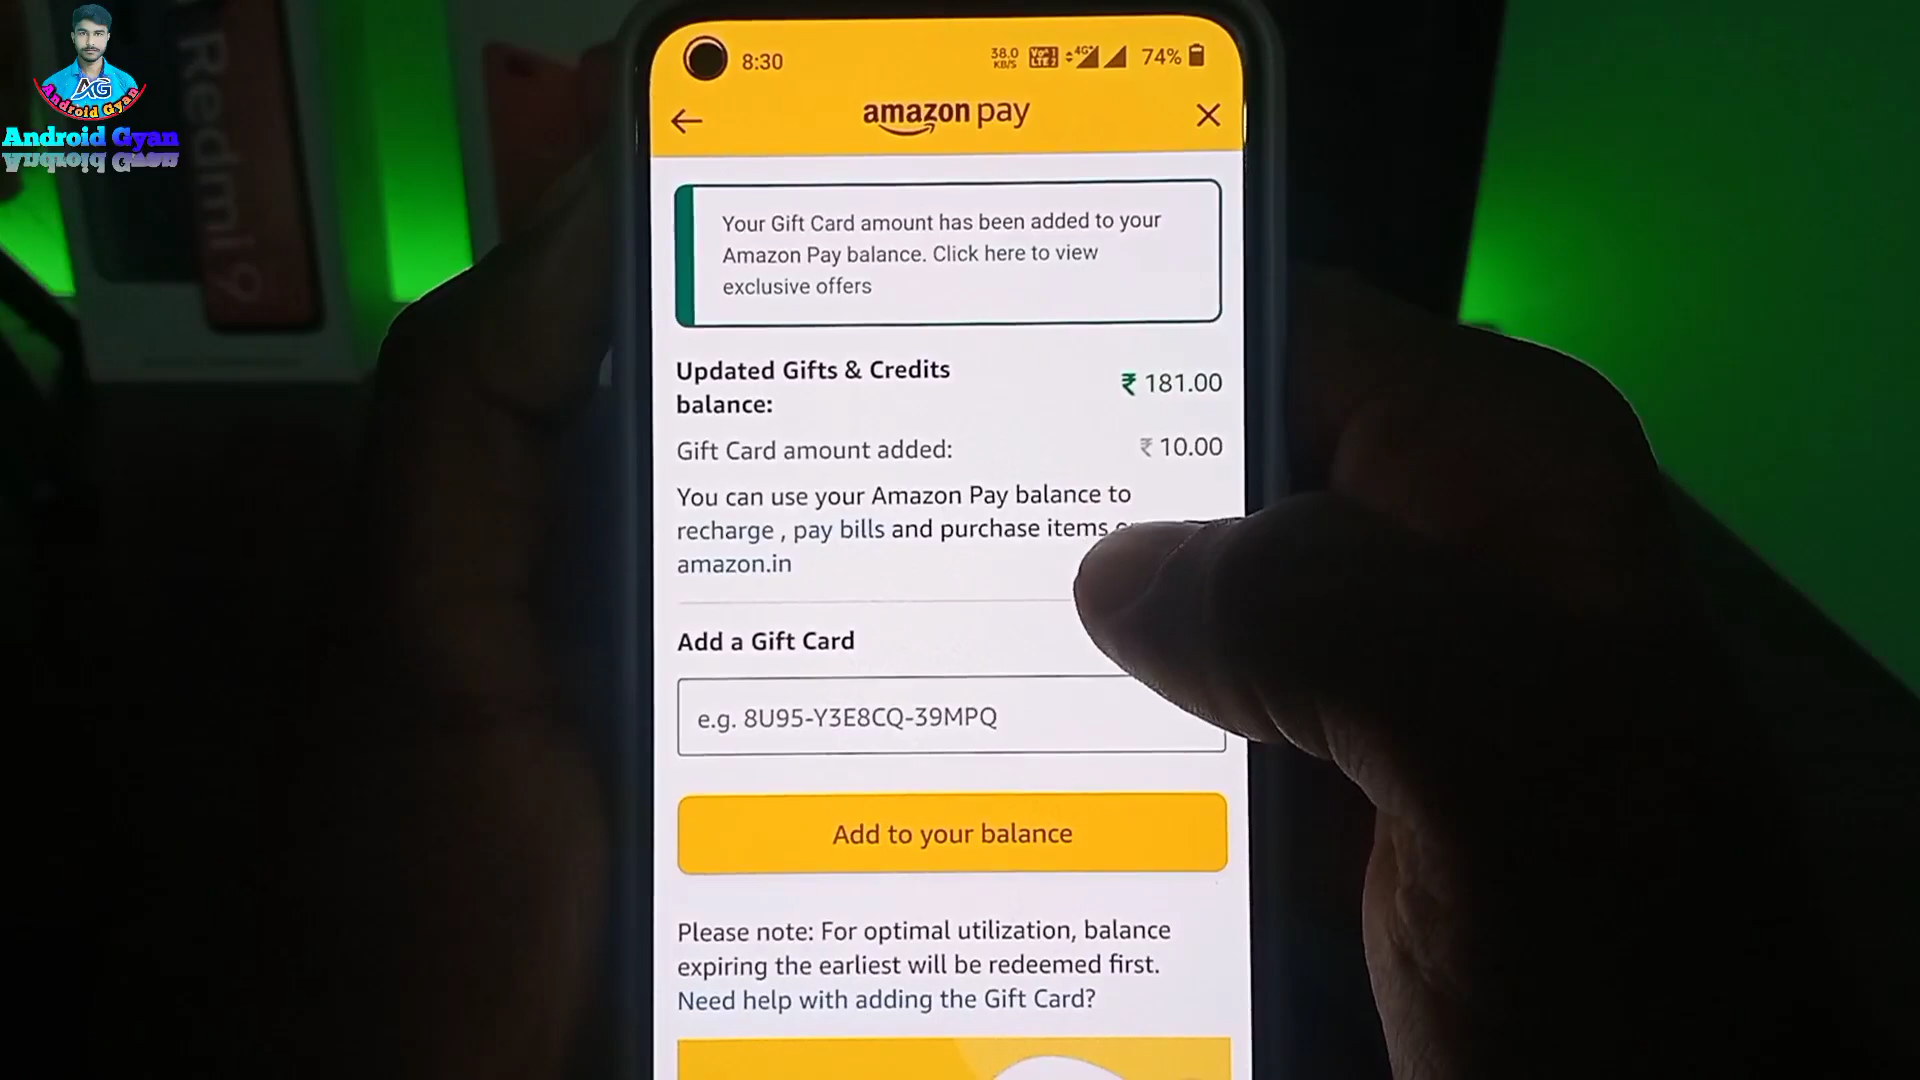 AG
Android Gyan
Android Gyan
Redmi 9
8:30
38.0
KB/S
4G+
74%
amazon pay
Your Gift Card amount has been added to your
Amazon Pay balance. Click here to view
exclusive offers
Updated Gifts & Credits
balance:
₹ 181.00
Gift Card amount added:
₹ 10.00
You can use your Amazon Pay balance to
recharge , pay bills and purchase items
amazon.in
Add a Gift Card
e.g. 8U95-Y3E8CQ-39MPQ
Add to your balance
Please note: For optimal utilization, balance
expiring the earliest will be redeemed first.
Need help with adding the Gift Card?